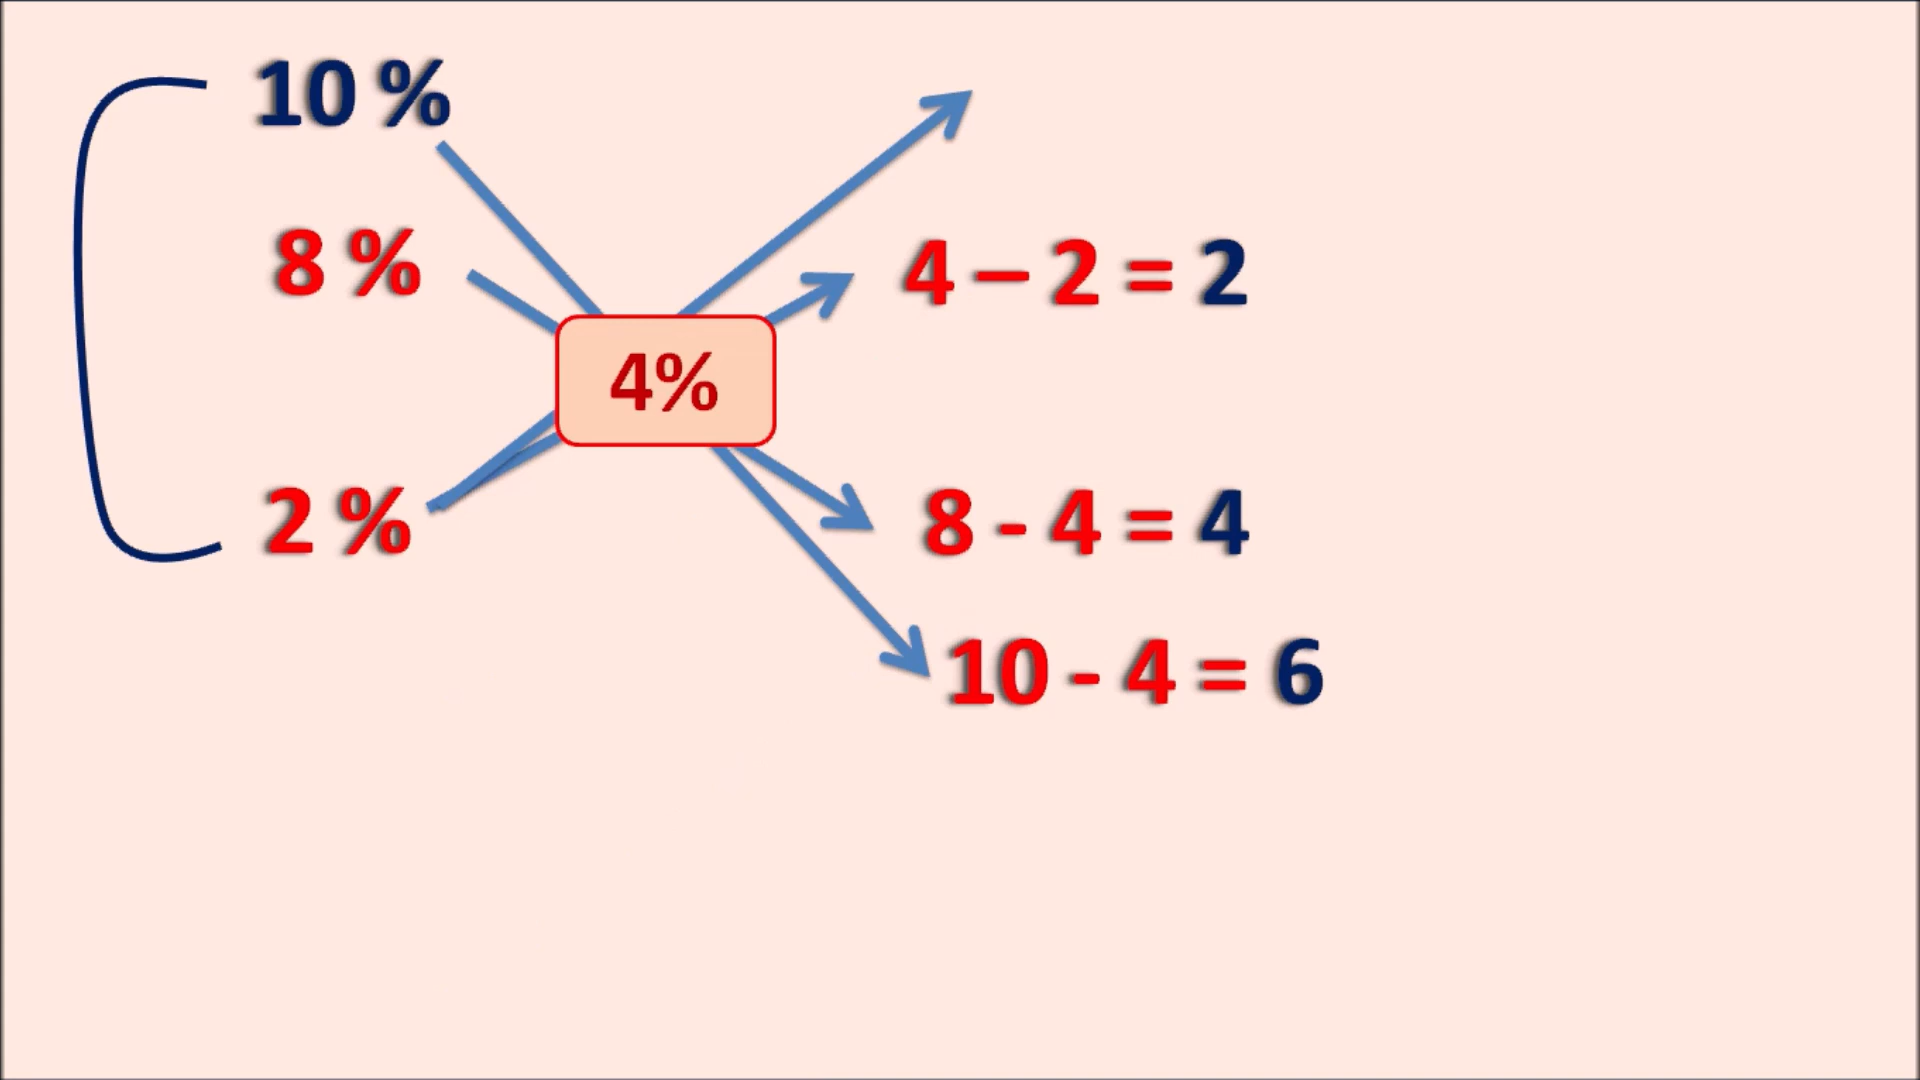 10 %
8 %
4 – 2 = 2
4%
2 %
8 - 4 = 4
10 - 4 = 6